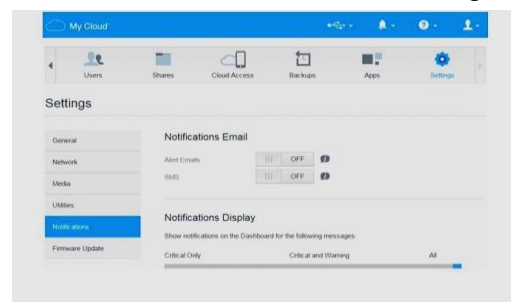 My Cloud
Users Shares Cloud Access Backups Apps Settings
Settings
General
Network
Media
Utilities
Notifications
Firmware Update
Notifications Email
Alert Emails OFF
SMS OFF
Notifications Display
Show notifications on the Dashboard for the following messages:
Critical Only Critical and Warning All